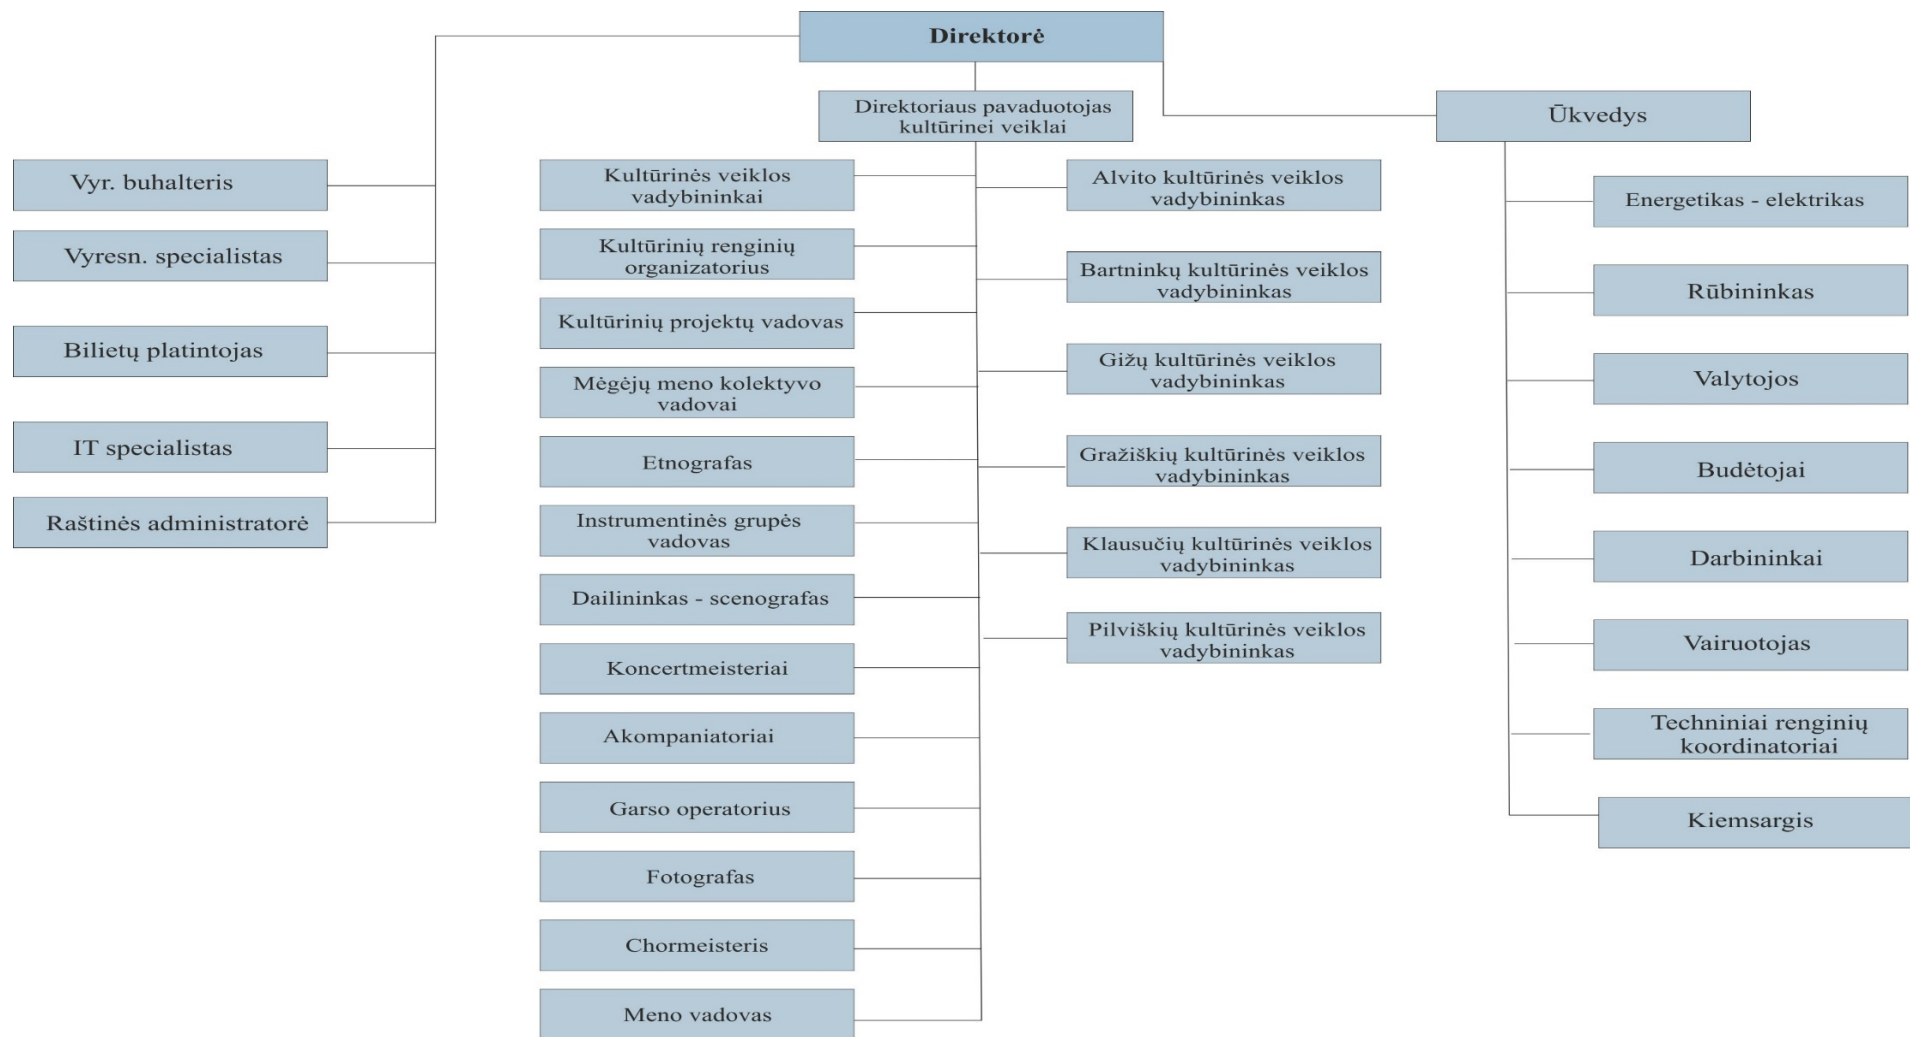 Direktorė
Direktoriaus pavaduotojas
kultūrinei veiklai
Ūkvedys
Vyr. buhalteris
Vyresn. specialistas
Bilietų platintojas
IT specialistas
Raštinės administratorė
Kultūrinės veiklos
vadybininkai
Kultūrinių renginių
organizatorius
Kultūrinių projektų vadovas
Mėgėjų meno kolektyvo
vadovai
Etnografas
Instrumentinės grupės
vadovas
Dailininkas - scenografas
Koncertmeisteriai
Akompaniatoriai
Garso operatorius
Fotografas
Chormeisteris
Meno vadovas
Alvito kultūrinės veiklos
vadybininkas
Bartninkų kultūrinės veiklos
vadybininkas
Gižų kultūrinės veiklos
vadybininkas
Gražiškių kultūrinės veiklos
vadybininkas
Klausučių kultūrinės veiklos
vadybininkas
Pilviškių kultūrinės veiklos
vadybininkas
Energetikas - elektrikas
Rūbininkas
Valytojos
Budėtojai
Darbininkai
Vairuotojas
Techniniai renginių
koordinatoriai
Kiemsargis